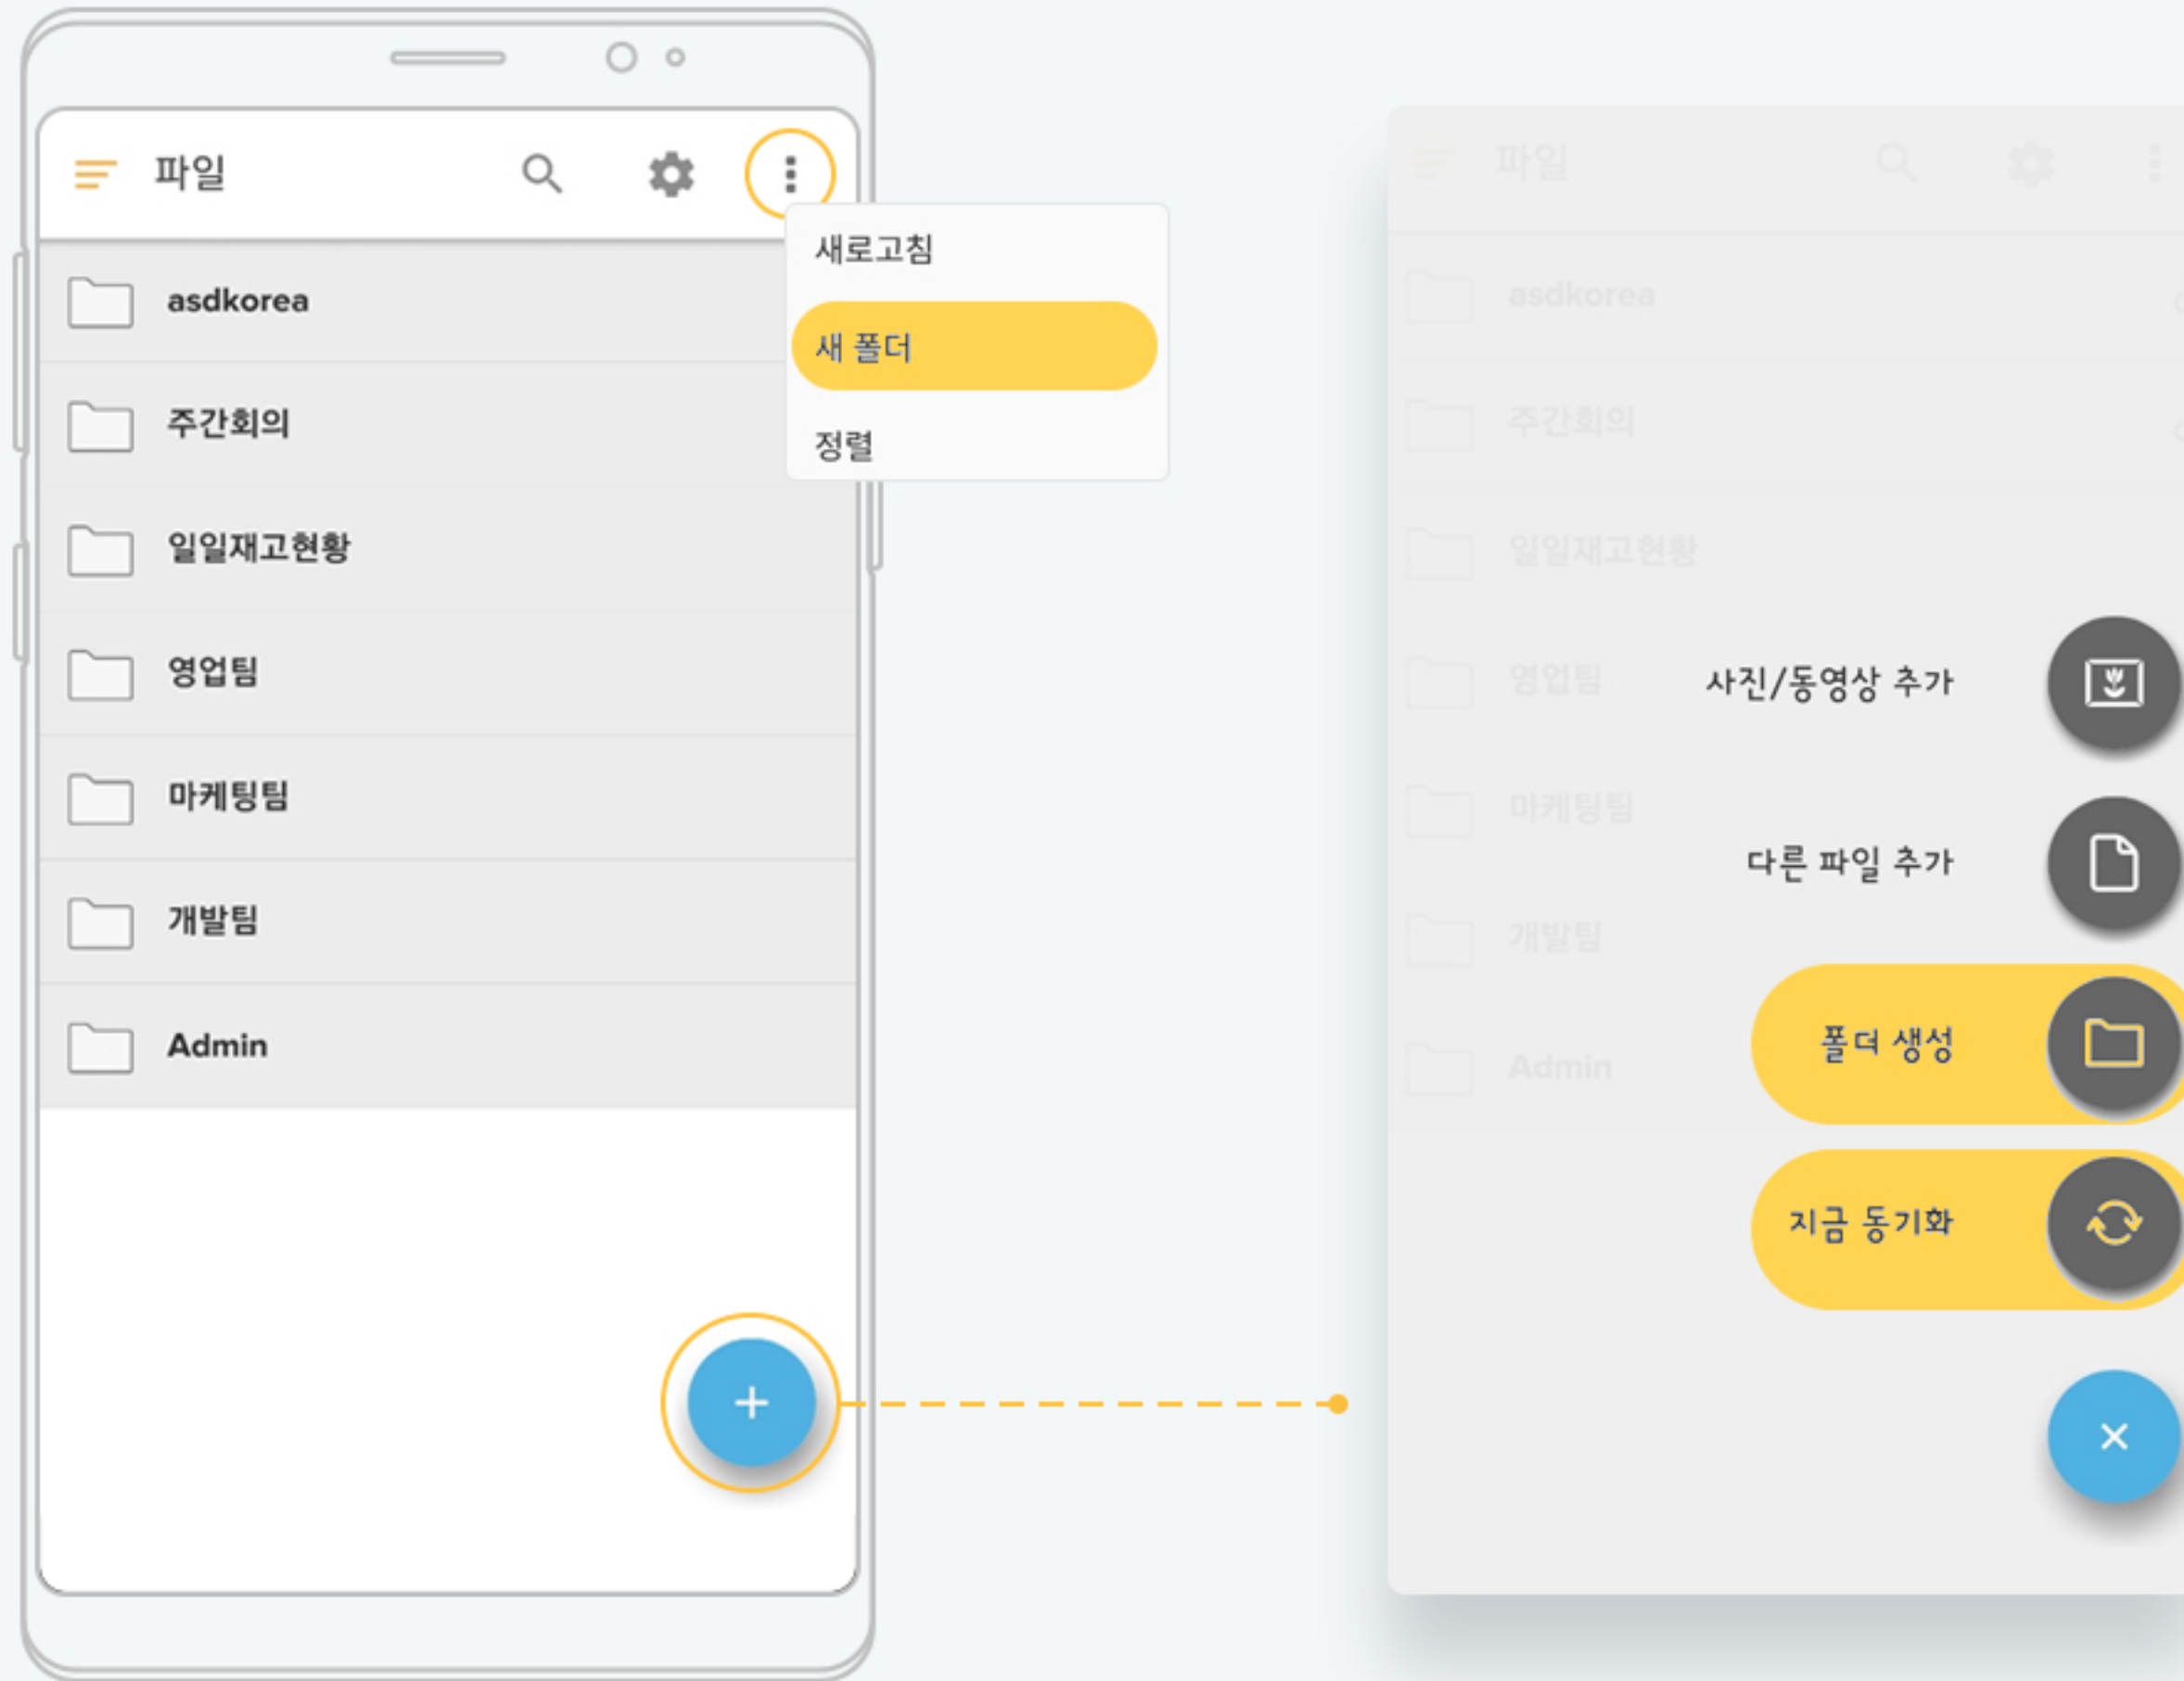 파일
새로고침
새 폴더
정렬
asdkorea
주간회의
일일재고현황
영업팀
마케팅팀
개발팀
Admin
파일
asdkorea
주간회의
일일재고현황
영업팀
마케팅팀
개발팀
Admin
사진/동영상 추가
다른 파일 추가
폴뎌 생성
지금 동기화